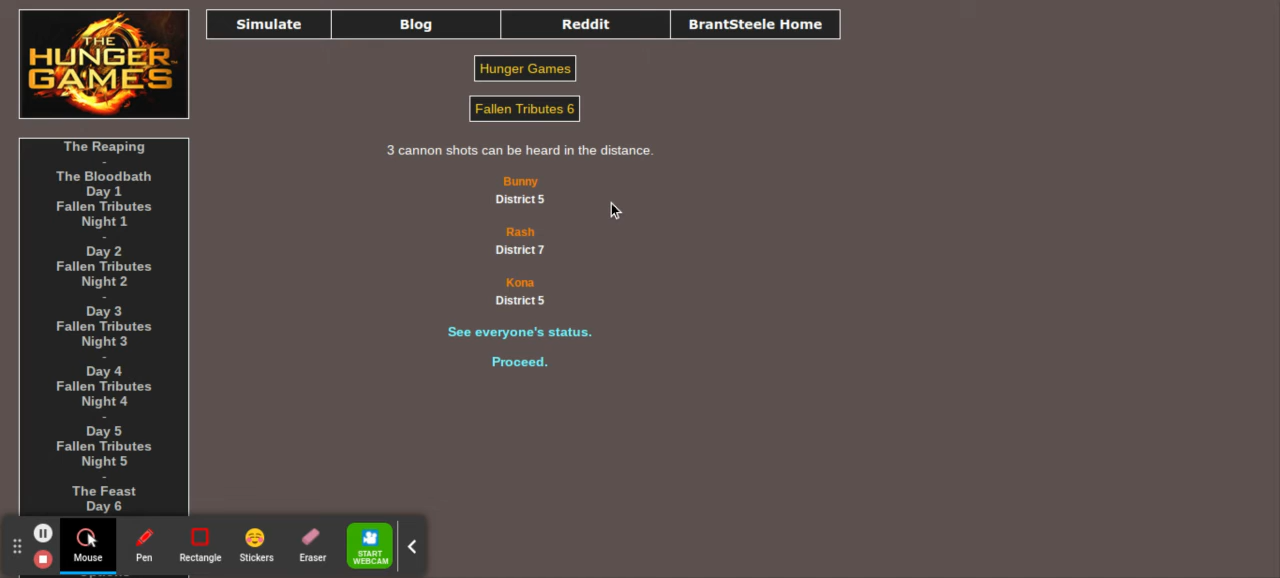 THE
HUNGER
GAMES
Simulate
Blog
Reddit
BrantSteele Home
Hunger Games
Fallen Tributes 6
3 cannon shots can be heard in the distance.
Bunny
District 5
Rash
District 7
Kona
District 5
See everyone's status.
Proceed.
The Reaping
-
The Bloodbath
Day 1
Fallen Tributes
Night 1
-
Day 2
Fallen Tributes
Night 2
-
Day 3
Fallen Tributes
Night 3
-
Day 4
Fallen Tributes
Night 4
-
Day 5
Fallen Tributes
Night 5
-
The Feast
Day 6
Mouse
Pen
Rectangle
Stickers
Eraser
START
WEBCAM